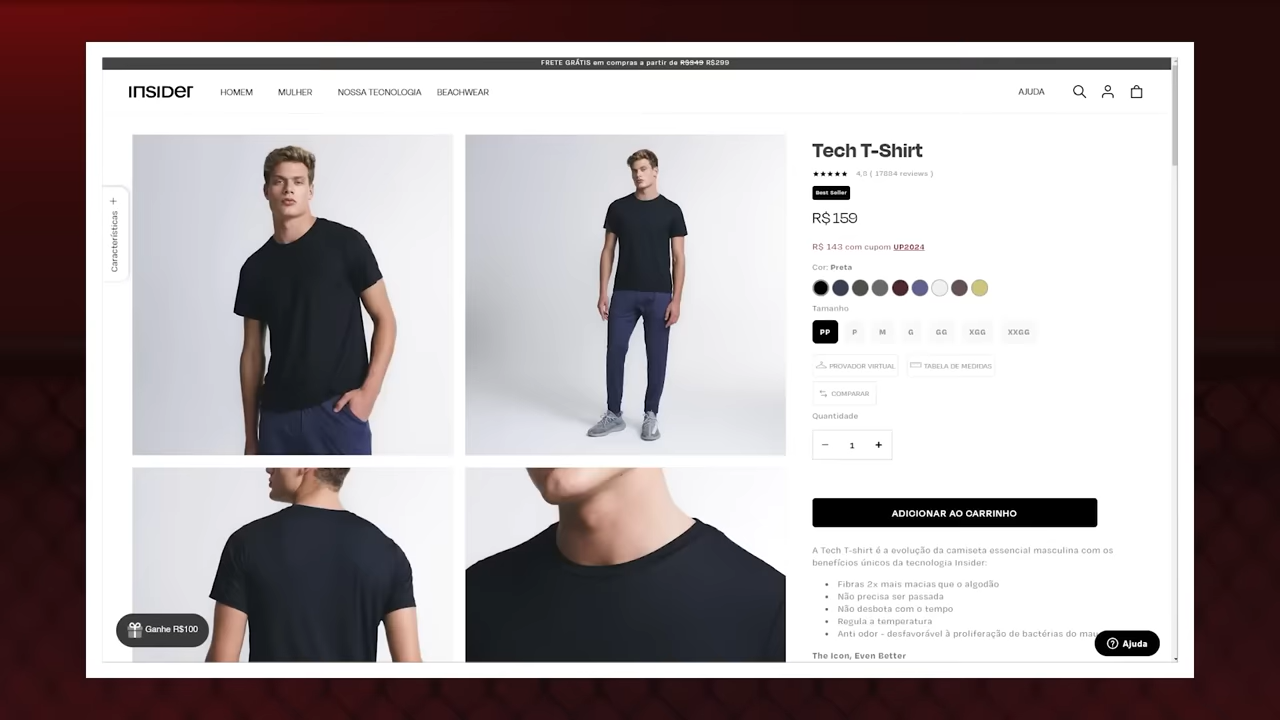 FRETE GRÁTIS em compras a partir de R$349 R$299
INSIDER
HOMEM
MULHER
NOSSA TECNOLOGIA
BEACHWEAR
AJUDA
Características
Tech T-Shirt
4,8 ( 17884 reviews )
Best Seller
R$ 159
R$ 143 com cupom UP2024
Cor: Preta
Tamanho
PP P M G GG XGG XXGG
PROVADOR VIRTUAL
TABELA DE MEDIDAS
COMPARAR
Quantidade
− 1 +
ADICIONAR AO CARRINHO
A Tech T-shirt é a evolução da camiseta essencial masculina com os
benefícios únicos da tecnologia Insider:
• Fibras 2x mais macias que o algodão
• Não precisa ser passada
• Não desbota com o tempo
• Regula a temperatura
• Anti odor - desfavorável à proliferação de bactérias do mau
The Icon, Even Better
Ganhe R$100
Ajuda